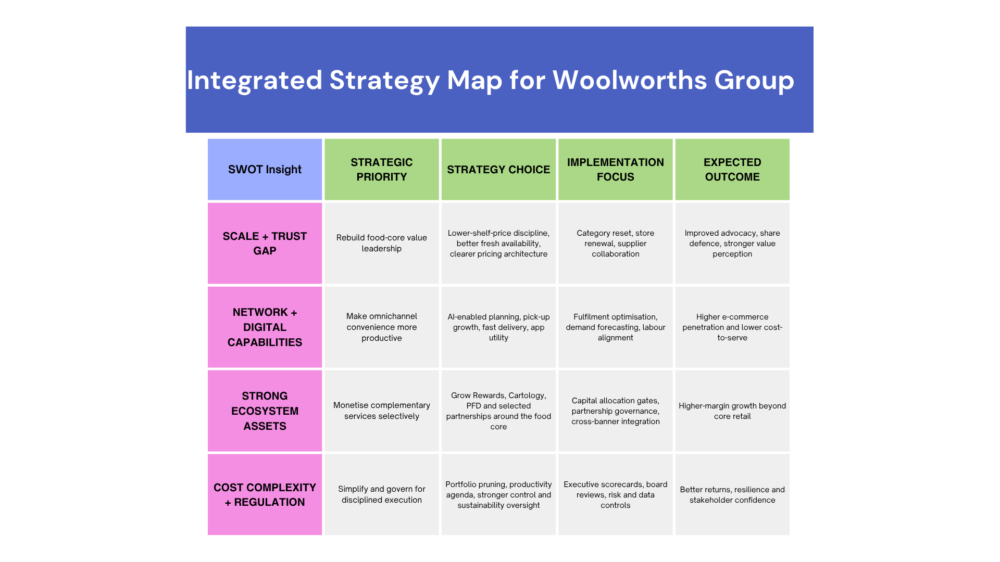 Integrated Strategy Map for Woolworths Group
SWOT Insight
STRATEGIC
PRIORITY
STRATEGY CHOICE
IMPLEMENTATION
FOCUS
EXPECTED
OUTCOME
SCALE + TRUST
GAP
Rebuild food-core value
leadership
Lower-shelf-price discipline,
better fresh availability,
clearer pricing architecture
Category reset, store
renewal, supplier
collaboration
Improved advocacy, share
defence, stronger value
perception
NETWORK +
DIGITAL
CAPABILITIES
Make omnichannel
convenience more
productive
AI-enabled planning, pick-up
growth, fast delivery, app
utility
Fulfilment optimisation,
demand forecasting, labour
alignment
Higher e-commerce
penetration and lower cost-
to-serve
STRONG
ECOSYSTEM
ASSETS
Monetise complementary
services selectively
Grow Rewards, Cartology,
PFD and selected
partnerships around the food
core
Capital allocation gates,
partnership governance,
cross-banner integration
Higher-margin growth beyond
core retail
COST COMPLEXITY
+ REGULATION
Simplify and govern for
disciplined execution
Portfolio pruning, productivity
agenda, stronger control and
sustainability oversight
Executive scorecards, board
reviews, risk and data
controls
Better returns, resilience and
stakeholder confidence